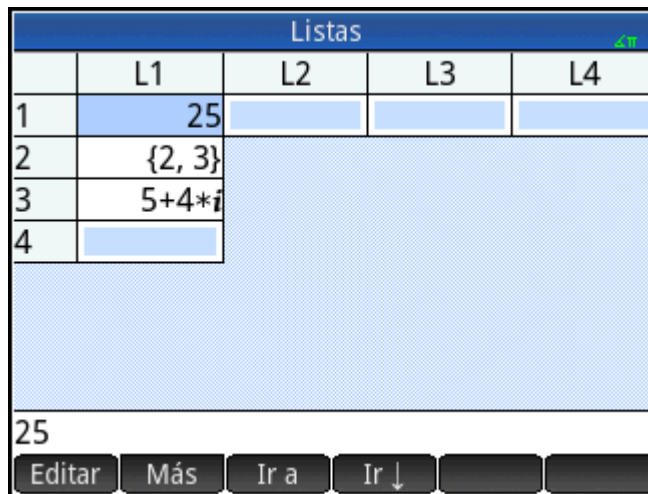 Listas
∡π
L1 L2 L3 L4
1 25
2 {2, 3}
3 5+4*i
4
25
Editar Más Ir a Ir↓